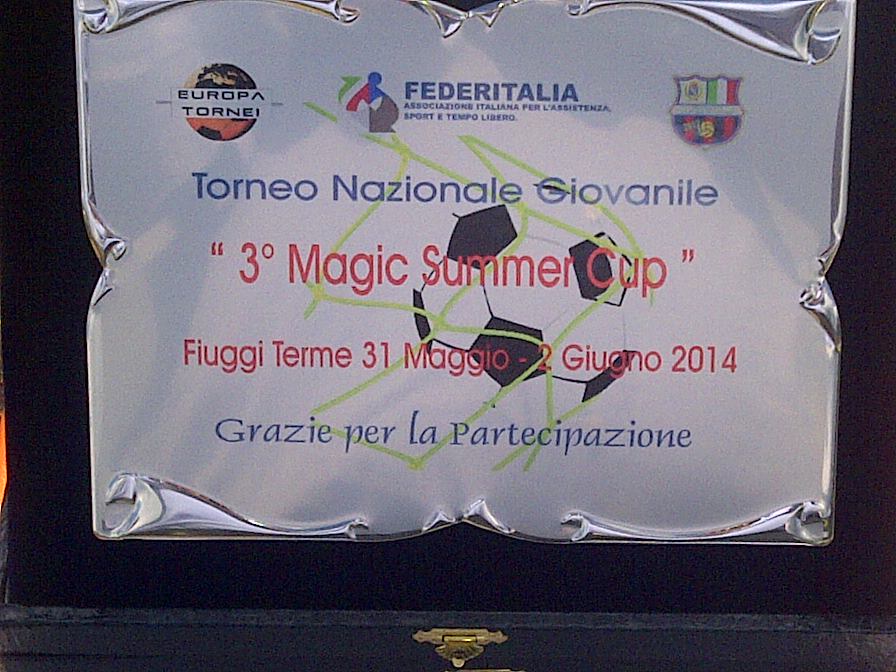 EUROPA
TORNEI
FEDERITALIA
ASSOCIAZIONE ITALIANA PER L'ASSISTENZA,
SPORT E TEMPO LIBERO.
Torneo Nazionale Giovanile
" 3° Magic Summer Cup "
Fiuggi Terme 31 Maggio - 2 Giugno 2014
Grazie per la Partecipazione